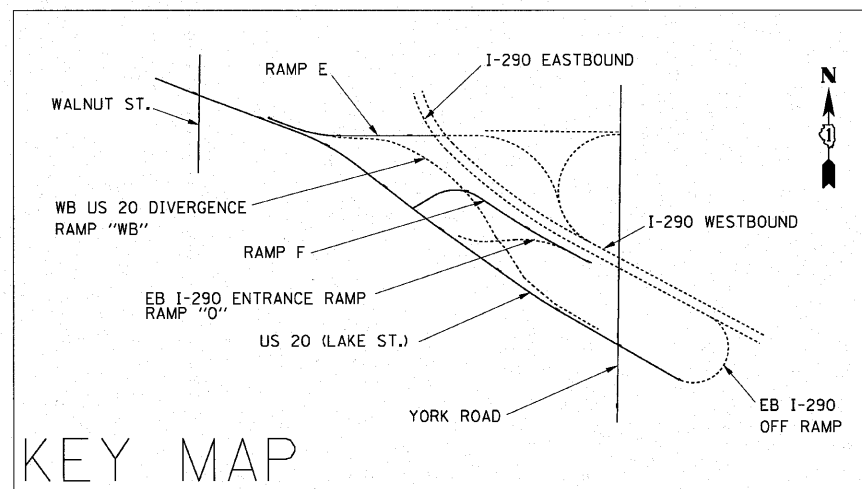 I-290 EASTBOUND
RAMP E
N
WALNUT ST.
1
WB US 20 DIVERGENCE
RAMP "WB"
I-290 WESTBOUND
RAMP F
EB I-290 ENTRANCE RAMP
RAMP "O"
US 20 (LAKE ST.)
YORK ROAD
EB I-290
OFF RAMP
KEY MAP